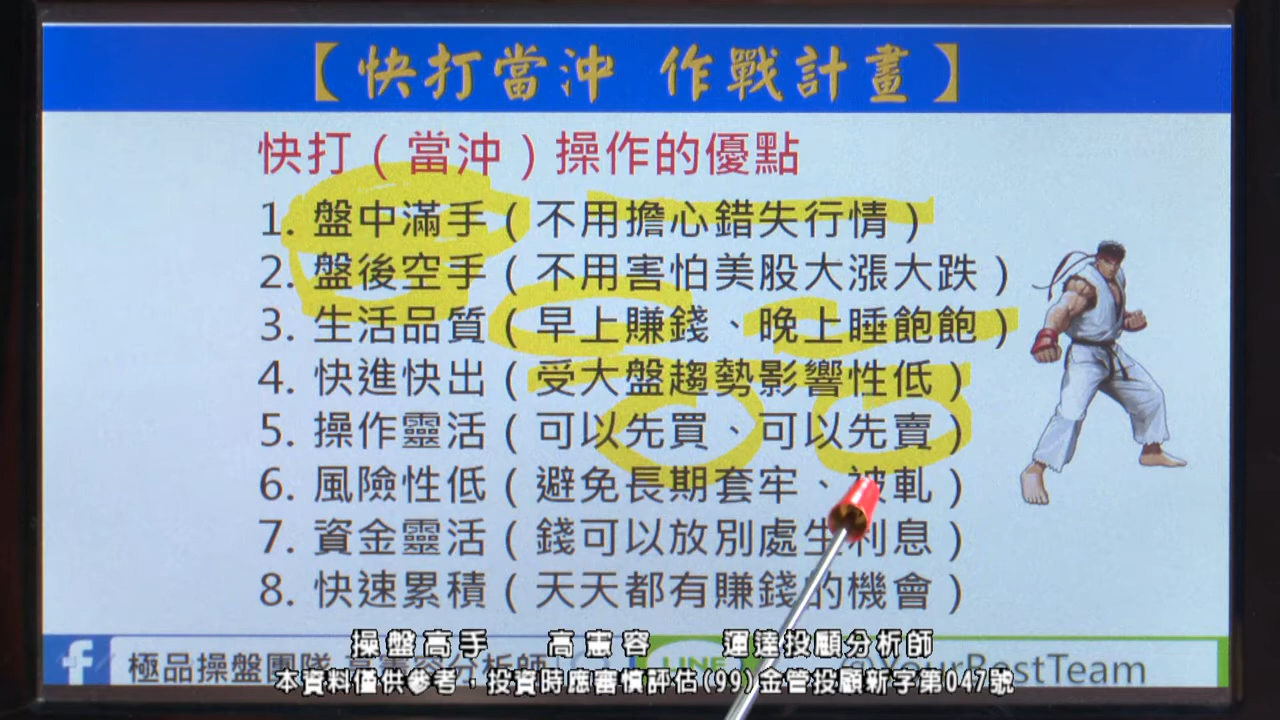 【快打當沖 作戰計畫】
快打(當沖)操作的優點
1. 盤中滿手(不用擔心錯失行情)
2. 盤後空手(不用害怕美股大漲大跌)
3. 生活品質(早上賺錢、晚上睡飽飽)
4. 快進快出(受大盤趨勢影響性低)
5. 操作靈活(可以先買、可以先賣)
6. 風險性低(避免長期套牢、被軋)
7. 資金靈活(錢可以放別處生利息)
8. 快速累積(天天都有賺錢的機會)
操盤高手 高憲容 運達投顧分析師
f 極品操盤團隊 高憲容分析師 LINE @YourBestTeam
本資料僅供參考,投資時應審慎評估(99)金管投顧新字第047號